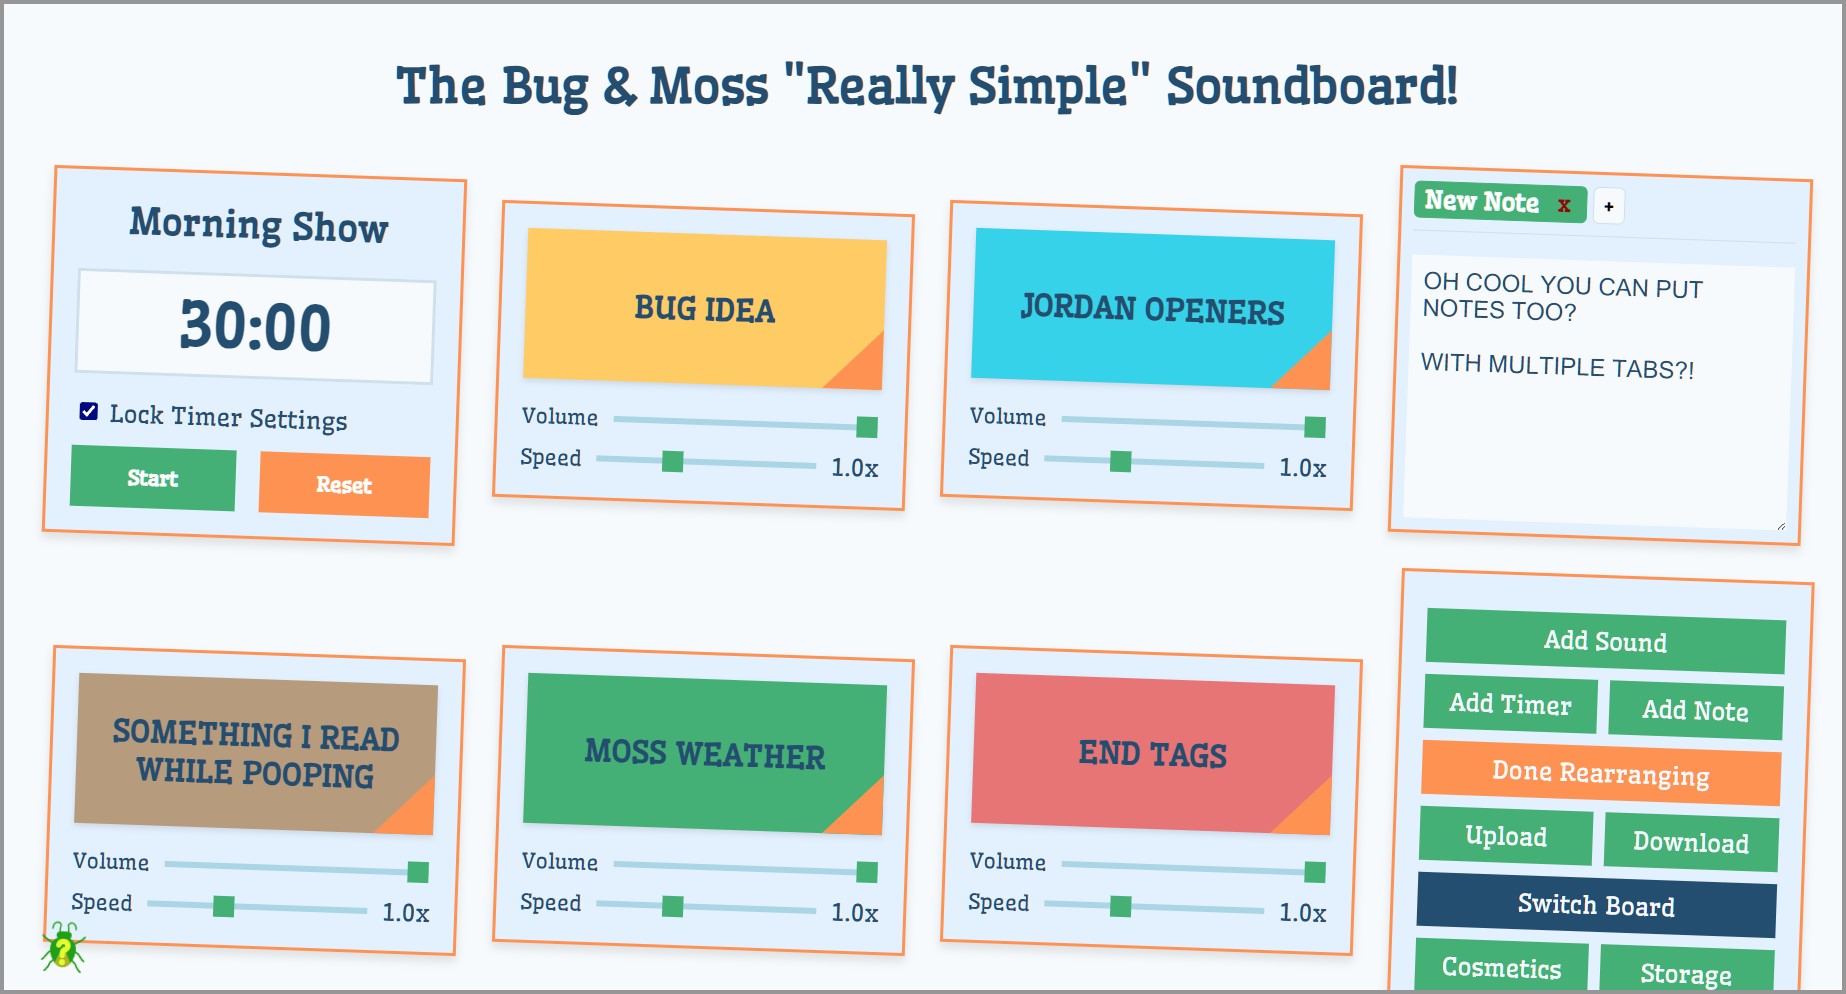 The Bug & Moss "Really Simple" Soundboard!
Morning Show
30:00
Lock Timer Settings
Start
Reset
BUG IDEA
Volume
Speed
1.0x
JORDAN OPENERS
Volume
Speed
1.0x
New Note x
+
OH COOL YOU CAN PUT
NOTES TOO?
WITH MULTIPLE TABS?!
SOMETHING I READ
WHILE POOPING
Volume
Speed
1.0x
MOSS WEATHER
Volume
Speed
1.0x
END TAGS
Volume
Speed
1.0x
Add Sound
Add Timer
Add Note
Done Rearranging
Upload
Download
Switch Board
Cosmetics
Storage
?